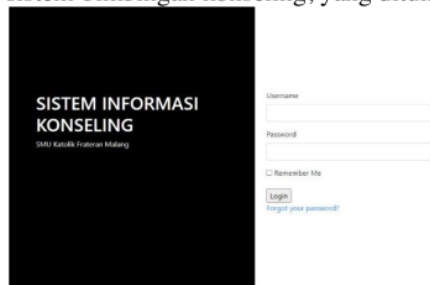 SISTEM INFORMASI
KONSELING
SMU Katolik Frateran Malang
Username
Password
Remember Me
Login
Forgot your password?